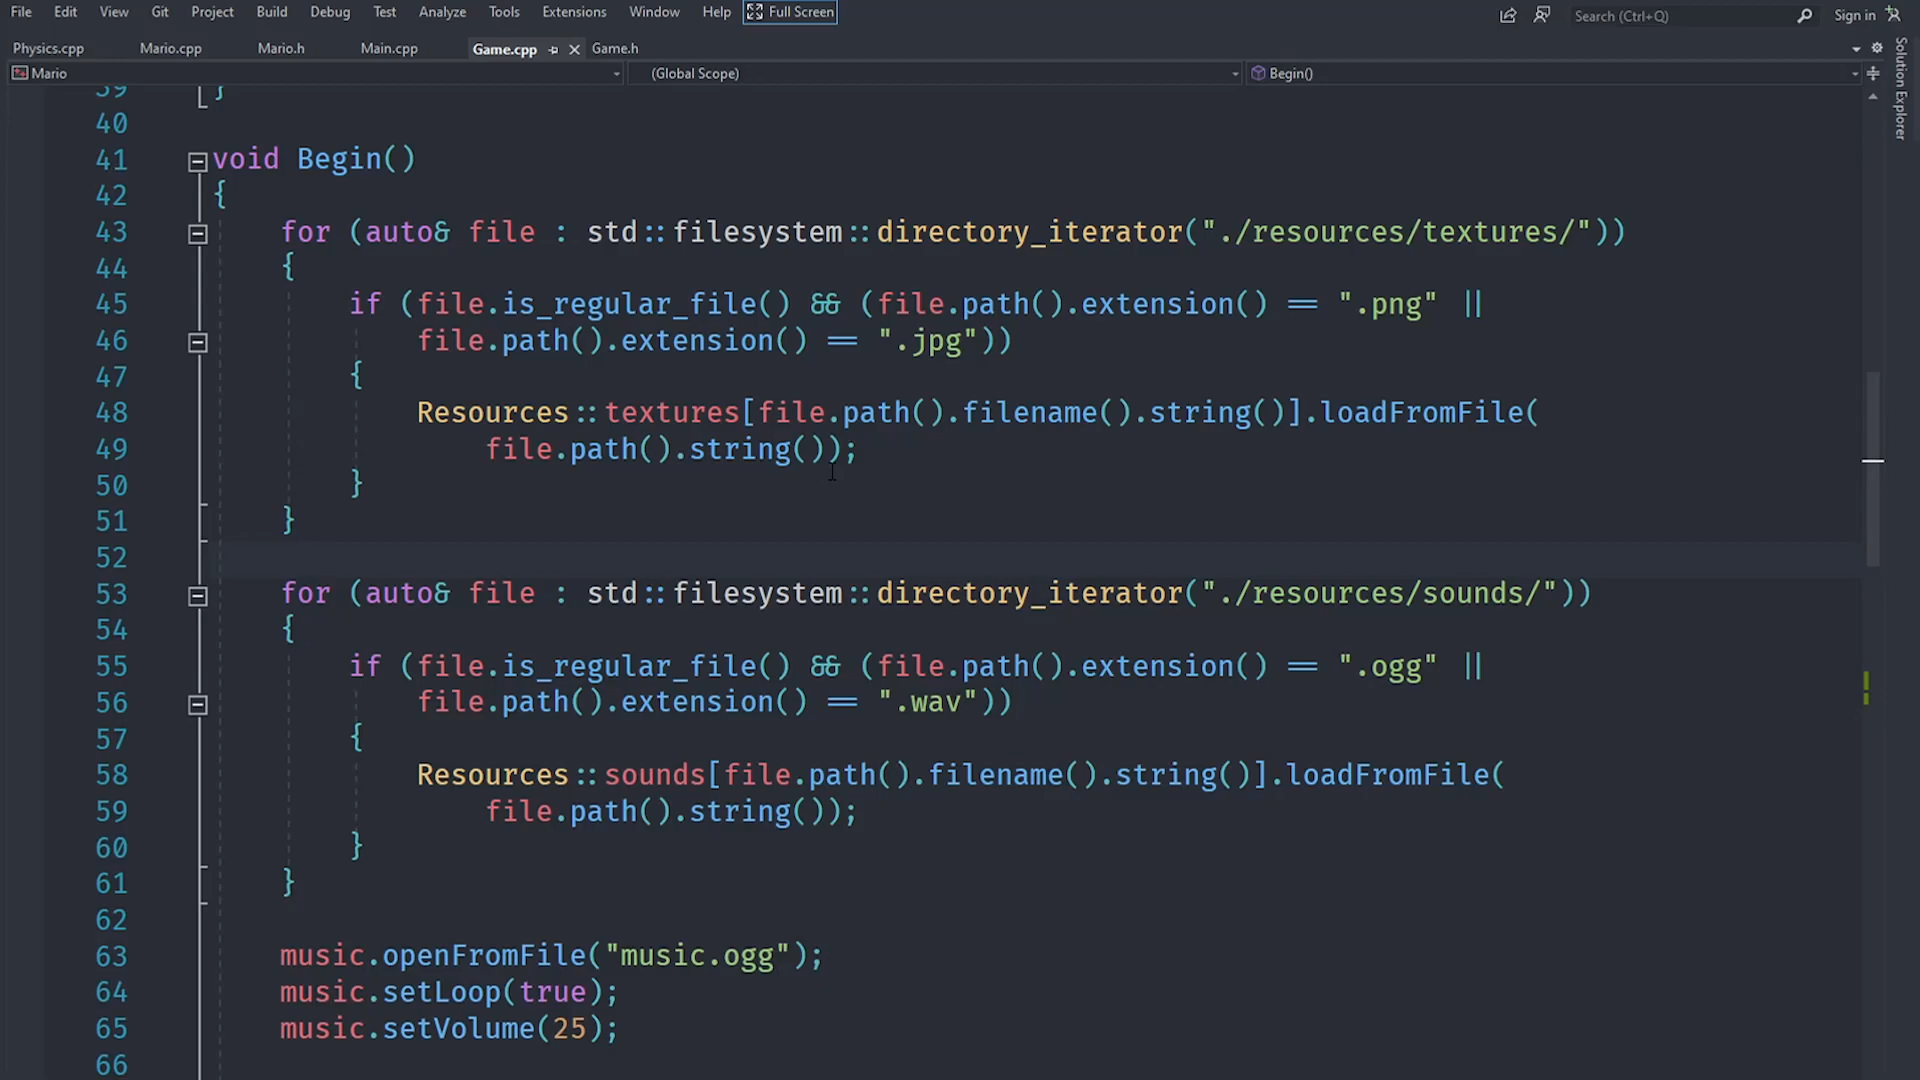 File Edit View Git Project Build Debug Test Analyze Tools Extensions Window Help Full Screen Search (Ctrl+Q) Sign in
Physics.cpp Mario.cpp Mario.h Main.cpp Game.cpp Game.h
Mario (Global Scope) Begin()
Solution Explorer
39 }
40
41 void Begin()
42 {
43 for (auto& file : std::filesystem::directory_iterator("./resources/textures/"))
44 {
45 if (file.is_regular_file() && (file.path().extension() == ".png" ||
46 file.path().extension() == ".jpg"))
47 {
48 Resources::textures[file.path().filename().string()].loadFromFile(
49 file.path().string());
50 }
51 }
52
53 for (auto& file : std::filesystem::directory_iterator("./resources/sounds/"))
54 {
55 if (file.is_regular_file() && (file.path().extension() == ".ogg" ||
56 file.path().extension() == ".wav"))
57 {
58 Resources::sounds[file.path().filename().string()].loadFromFile(
59 file.path().string());
60 }
61 }
62
63 music.openFromFile("music.ogg");
64 music.setLoop(true);
65 music.setVolume(25);
66